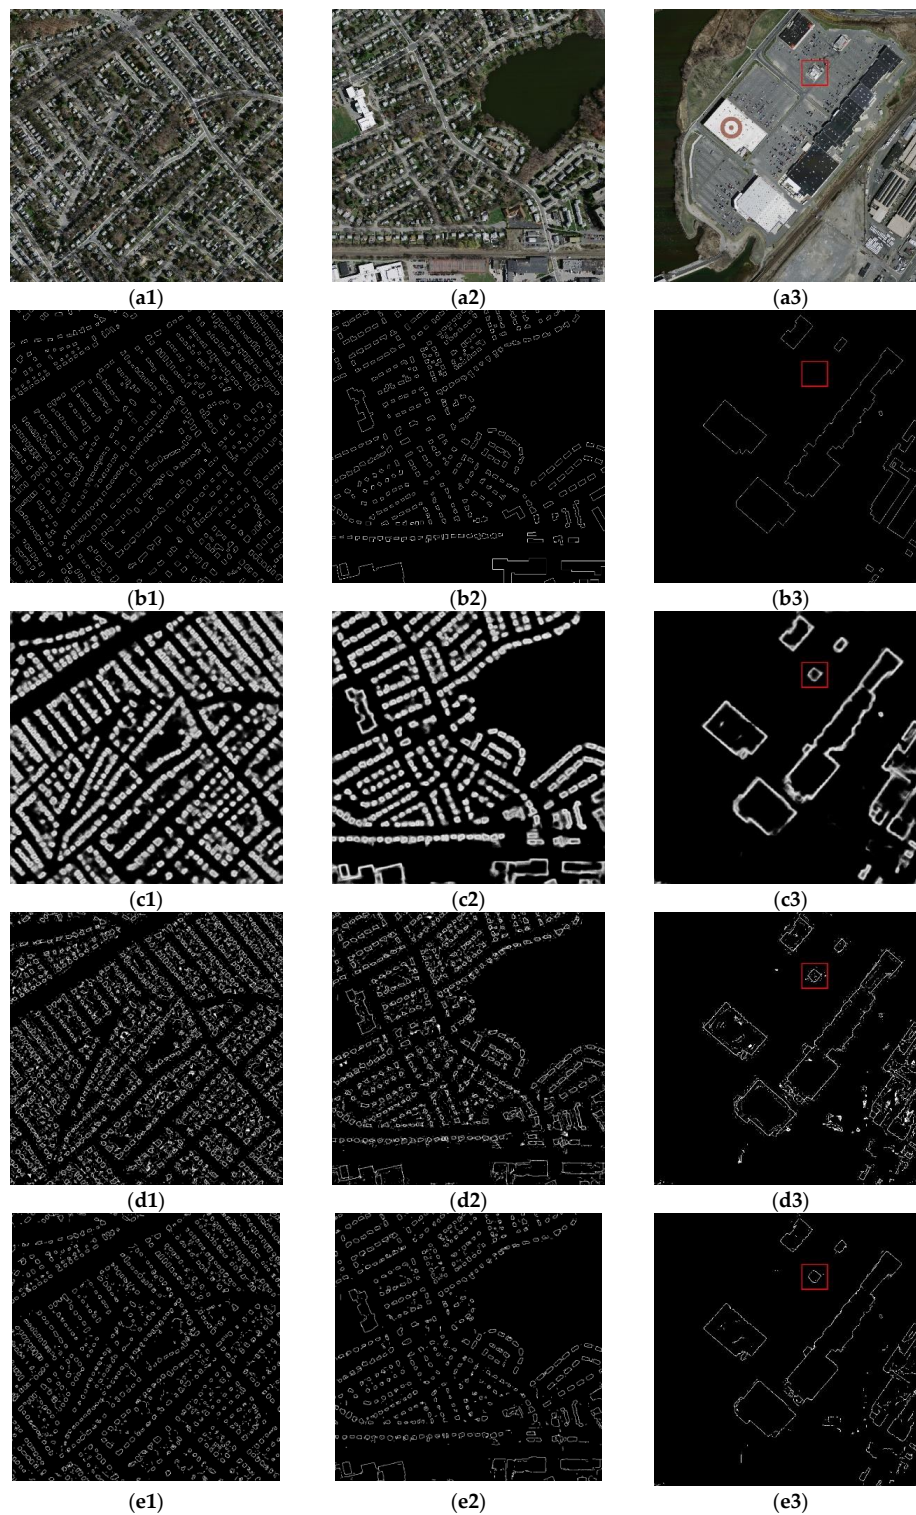 (a1) (a2) (a3)
(b1) (b2) (b3)
(c1) (c2) (c3)
(d1) (d2) (d3)
(e1) (e2) (e3)